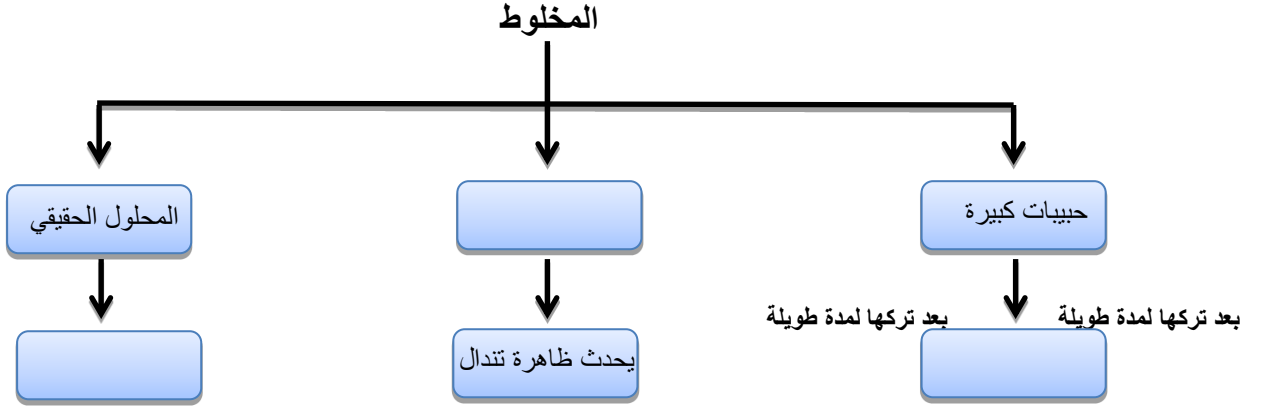 المخلوط
حبيبات كبيرة
المحلول الحقيقي
بعد تركها لمدة طويلة
بعد تركها لمدة طويلة
يحدث ظاهرة تندال